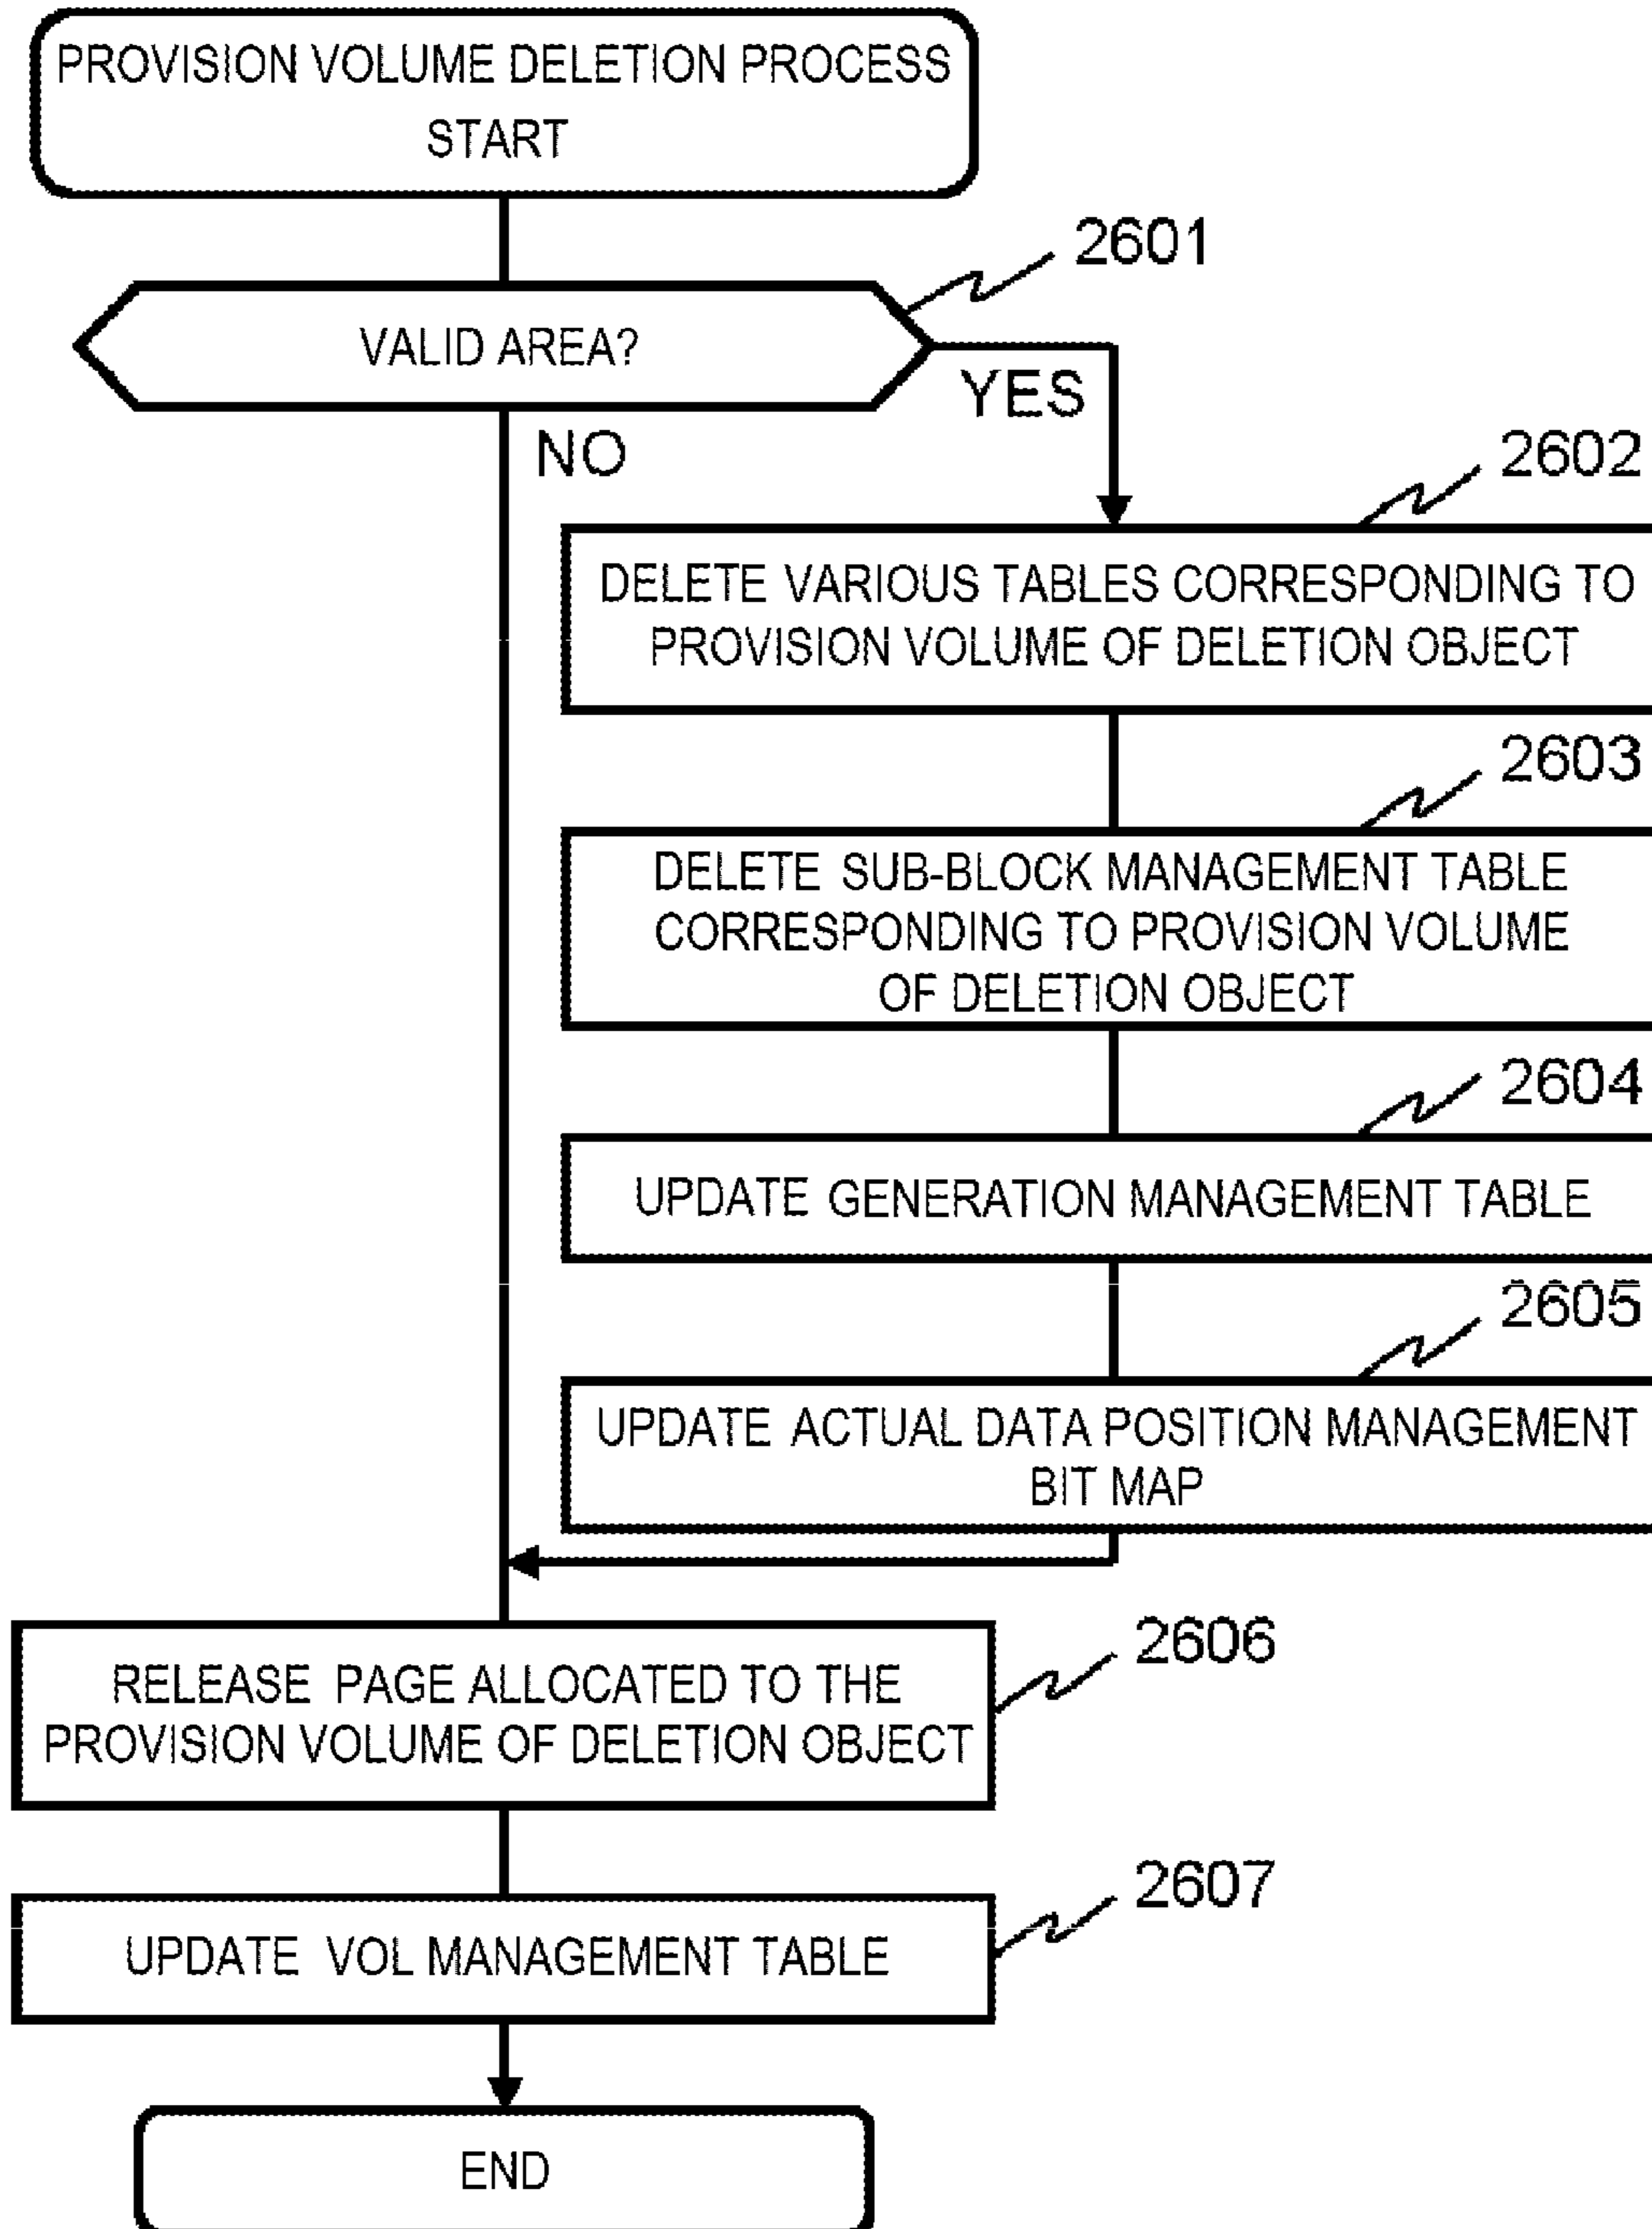 PROVISION VOLUME DELETION PROCESS
START
2601
VALID AREA?
YES
NO
2602
DELETE VARIOUS TABLES CORRESPONDING TO
PROVISION VOLUME OF DELETION OBJECT
2603
DELETE SUB-BLOCK MANAGEMENT TABLE
CORRESPONDING TO PROVISION VOLUME
OF DELETION OBJECT
2604
UPDATE GENERATION MANAGEMENT TABLE
2605
UPDATE ACTUAL DATA POSITION MANAGEMENT
BIT MAP
2606
RELEASE PAGE ALLOCATED TO THE
PROVISION VOLUME OF DELETION OBJECT
2607
UPDATE VOL MANAGEMENT TABLE
END